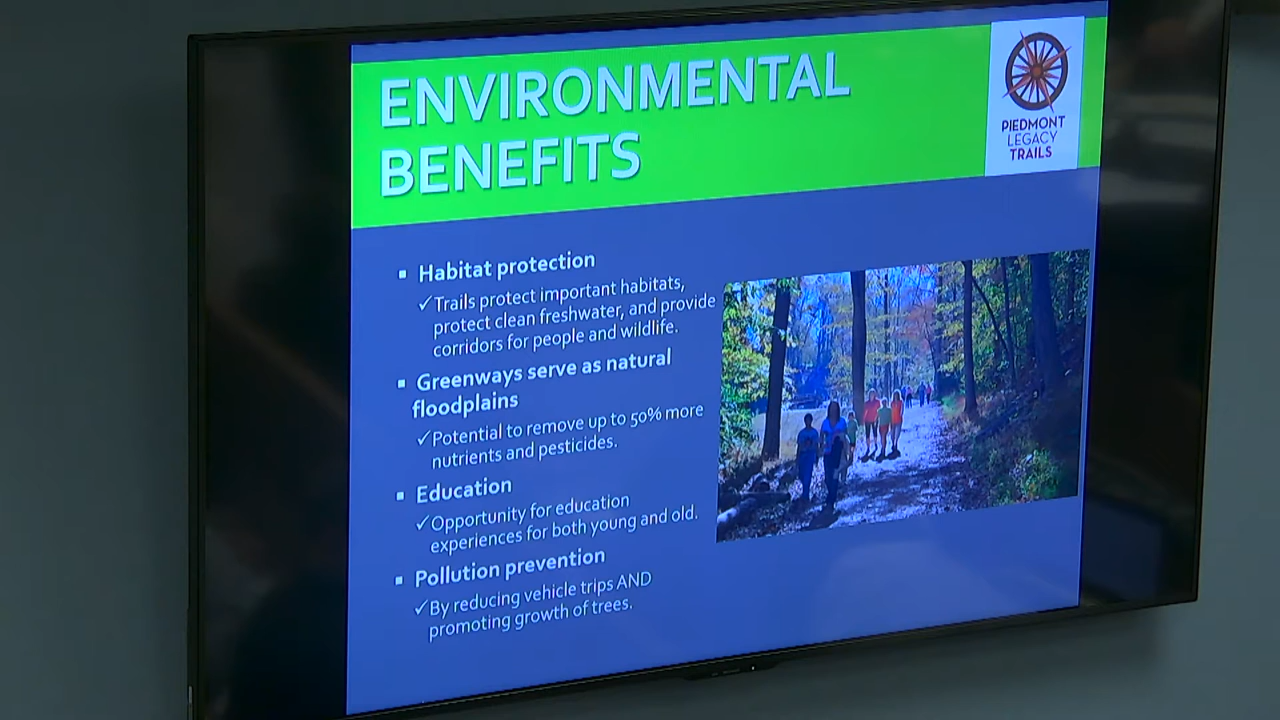 ENVIRONMENTAL
BENEFITS
PIEDMONT
LEGACY
TRAILS
▪ Habitat protection
✓Trails protect important habitats,
protect clean freshwater, and provide
corridors for people and wildlife.
▪ Greenways serve as natural
floodplains
✓Potential to remove up to 50% more
nutrients and pesticides.
▪ Education
✓Opportunity for education
experiences for both young and old.
▪ Pollution prevention
✓By reducing vehicle trips AND
promoting growth of trees.